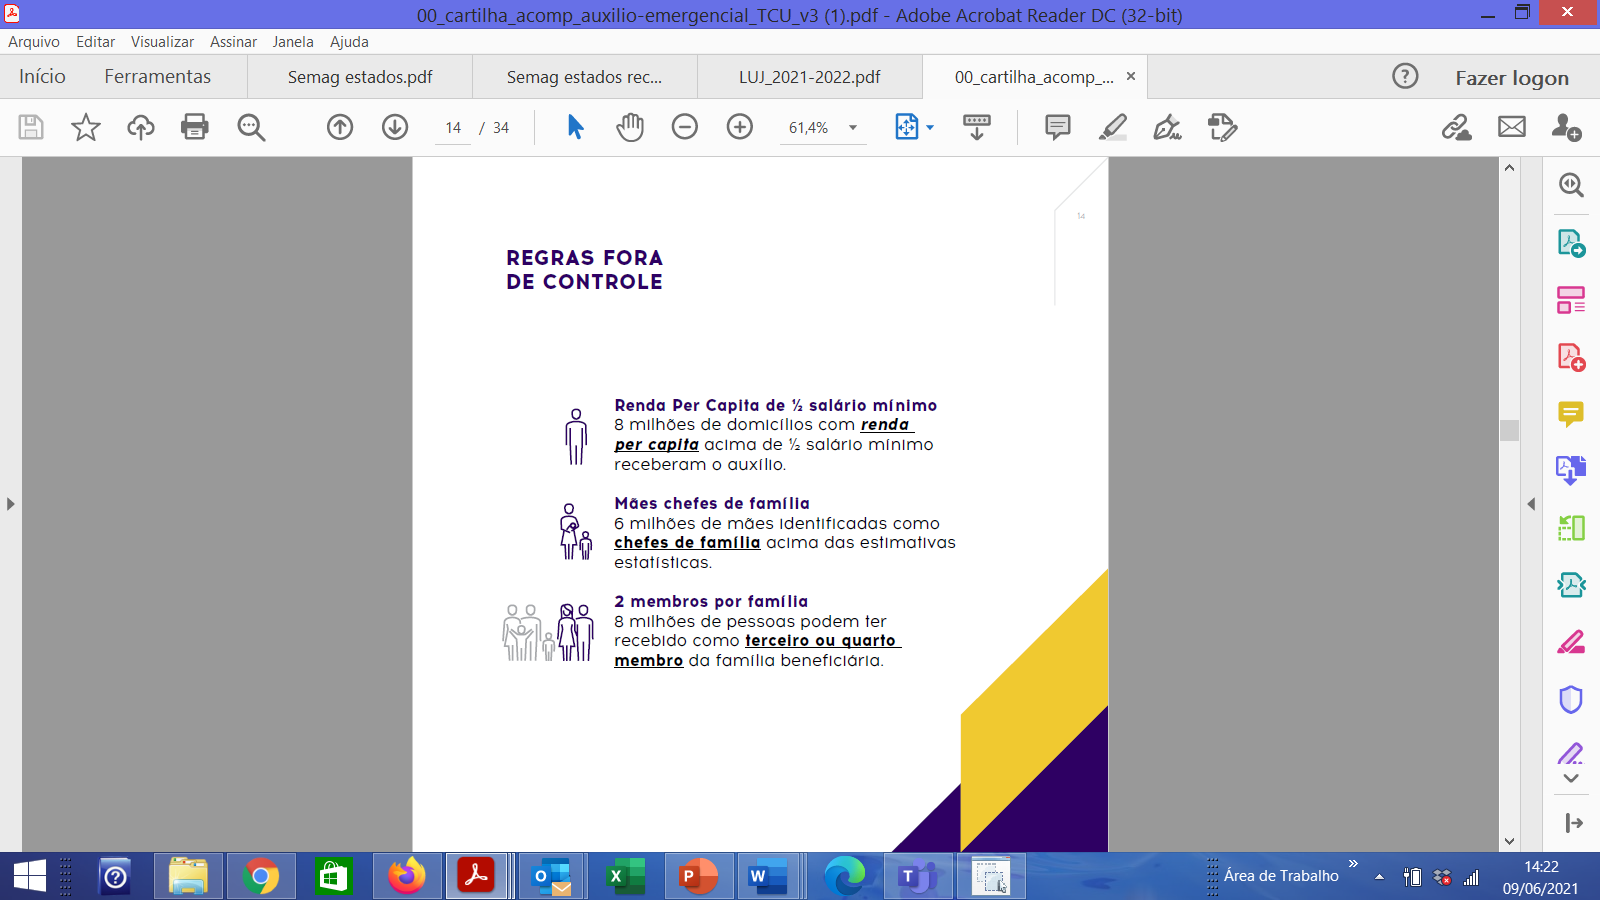 00_cartilha_acomp_auxilio-emergencial_TCU_v3 (1).pdf - Adobe Acrobat Reader DC (32-bit)
Arquivo Editar Visualizar Assinar Janela Ajuda
Início Ferramentas Semag estados.pdf Semag estados rec... LUJ_2021-2022.pdf 00_cartilha_acomp_... Fazer logon
14 / 34 61,4%
14
REGRAS FORA
DE CONTROLE
Renda Per Capita de ½ salário mínimo
8 milhões de domicílios com renda
per capita acima de ½ salário mínimo
receberam o auxílio.
Mães chefes de família
6 milhões de mães identificadas como
chefes de família acima das estimativas
estatísticas.
2 membros por família
8 milhões de pessoas podem ter
recebido como terceiro ou quarto
membro da família beneficiária.
Área de Trabalho
14:22
09/06/2021